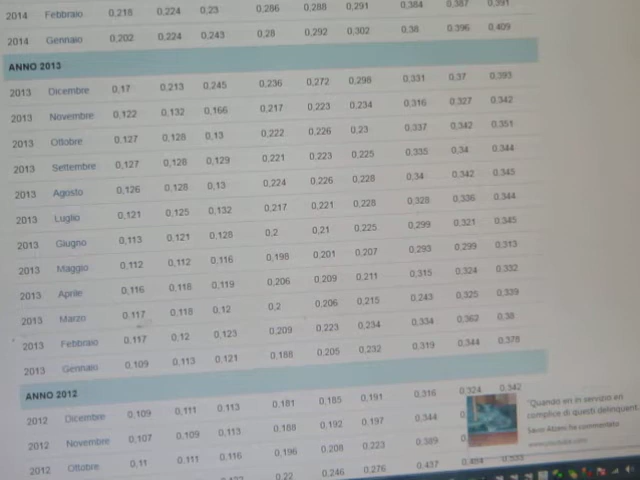 2014 Febbraio 0,218 0,224 0,23 0,286 0,288 0,291 0,384 0,387 0,391
2014 Gennaio 0,202 0,224 0,243 0,28 0,292 0,302 0,38 0,396 0,409
ANNO 2013
2013 Dicembre 0,17 0,213 0,245 0,236 0,272 0,298 0,331 0,37 0,393
2013 Novembre 0,122 0,132 0,166 0,217 0,223 0,234 0,316 0,327 0,342
2013 Ottobre 0,127 0,128 0,13 0,222 0,226 0,23 0,337 0,342 0,351
2013 Settembre 0,127 0,128 0,129 0,221 0,223 0,225 0,335 0,34 0,344
2013 Agosto 0,126 0,128 0,13 0,224 0,226 0,228 0,34 0,342 0,345
2013 Luglio 0,121 0,125 0,132 0,217 0,221 0,228 0,328 0,336 0,344
2013 Giugno 0,113 0,121 0,128 0,2 0,21 0,225 0,299 0,321 0,345
2013 Maggio 0,112 0,112 0,116 0,198 0,201 0,207 0,293 0,299 0,313
2013 Aprile 0,116 0,118 0,119 0,206 0,209 0,211 0,315 0,324 0,332
2013 Marzo 0,117 0,118 0,12 0,2 0,206 0,215 0,243 0,325 0,339
2013 Febbraio 0,117 0,12 0,123 0,209 0,223 0,234 0,334 0,362 0,38
2013 Gennaio 0,109 0,113 0,121 0,188 0,205 0,232 0,319 0,344 0,378
ANNO 2012
2012 Dicembre 0,109 0,111 0,113 0,181 0,185 0,191 0,316 0,324 0,342
2012 Novembre 0,107 0,109 0,113 0,188 0,192 0,197 0,344
2012 Ottobre 0,11 0,111 0,116 0,196 0,208 0,223 0,389
0,22 0,246 0,276 0,437 0,484 0,533
"Quando en in servizio en
complice di questi delinquent.
ha commentato
www.youtube.com